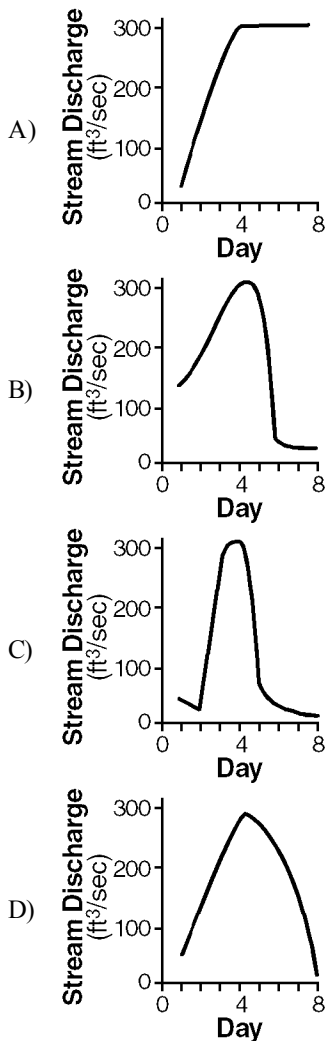 A)
Stream Discharge
(ft³/sec)
300
200
100
0
0 4 8
Day
B)
Stream Discharge
(ft³/sec)
300
200
100
0
0 4 8
Day
C)
Stream Discharge
(ft³/sec)
300
200
100
0
0 4 8
Day
D)
Stream Discharge
(ft³/sec)
300
200
100
0
0 4 8
Day